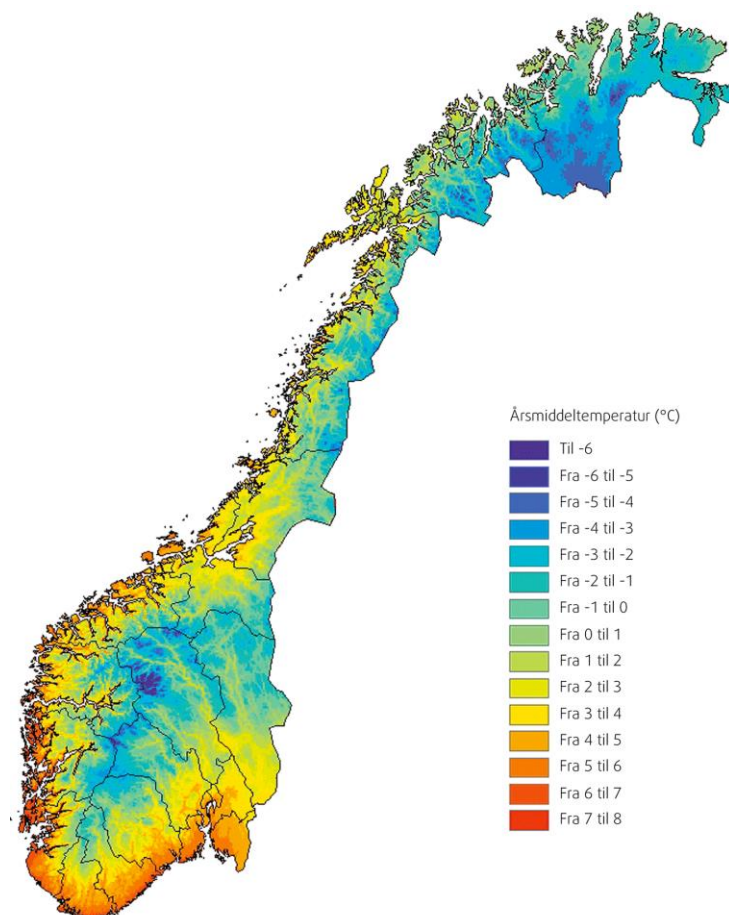 Årsmiddeltemperatur (°C)
Til -6
Fra -6 til -5
Fra -5 til -4
Fra -4 til -3
Fra -3 til -2
Fra -2 til -1
Fra -1 til 0
Fra 0 til 1
Fra 1 til 2
Fra 2 til 3
Fra 3 til 4
Fra 4 til 5
Fra 5 til 6
Fra 6 til 7
Fra 7 til 8